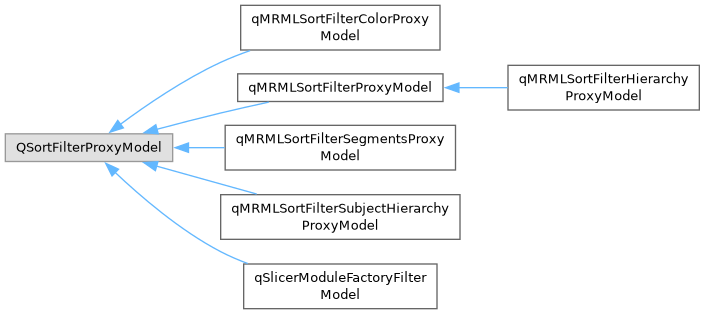 qMRMLSortFilterColorProxy
Model
qMRMLSortFilterProxyModel
qMRMLSortFilterHierarchy
ProxyModel
QSortFilterProxyModel
qMRMLSortFilterSegmentsProxy
Model
qMRMLSortFilterSubjectHierarchy
ProxyModel
qSlicerModuleFactoryFilter
Model